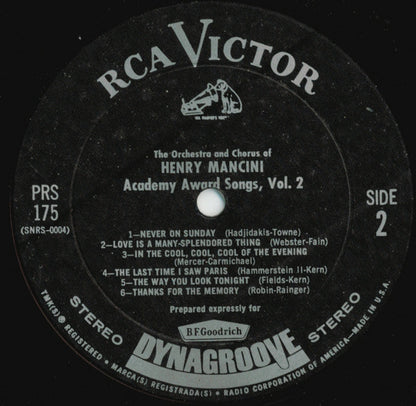 RCA VICTOR
"HIS MASTER'S VOICE"
The Orchestra and Chorus of
HENRY MANCINI
Academy Award Songs, Vol. 2
PRS
175
(SNRS-0004)
SIDE
2
1—NEVER ON SUNDAY (Hadjidakis-Towne)
2—LOVE IS A MANY-SPLENDORED THING (Webster-Fain)
3—IN THE COOL, COOL, COOL OF THE EVENING
(Mercer-Carmichael)
4—THE LAST TIME I SAW PARIS (Hammerstein II-Kern)
5—THE WAY YOU LOOK TONIGHT (Fields-Kern)
6—THANKS FOR THE MEMORY (Robin-Rainger)
Prepared expressly for
B.F.Goodrich
STEREO DYNAGROOVE STEREO
TMK(S) ® REGISTERED • MARCA(S) REGISTRADA(S) • RADIO CORPORATION OF AMERICA—MADE IN U.S.A.